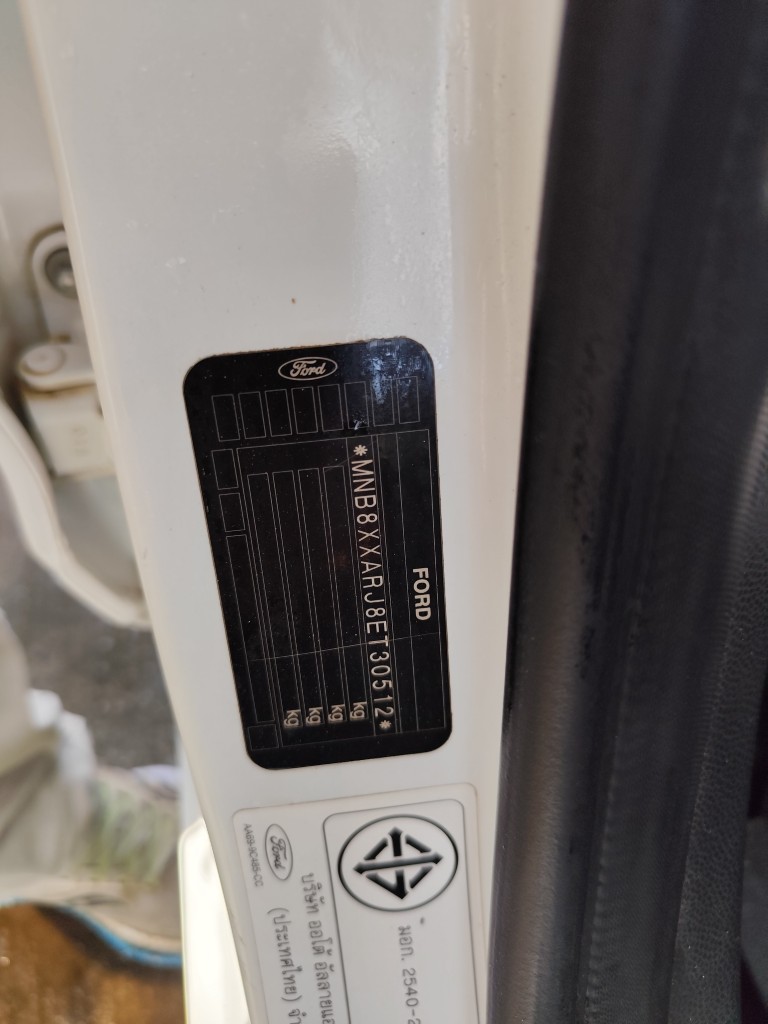 Ford
FORD
*MNB8XXARJ8ET30512*
kg
kg
kg
kg
มอก. 2540-2
Ford
บริษัท ออโต้ อัลลายแอ
(ประเทศไทย) จำ